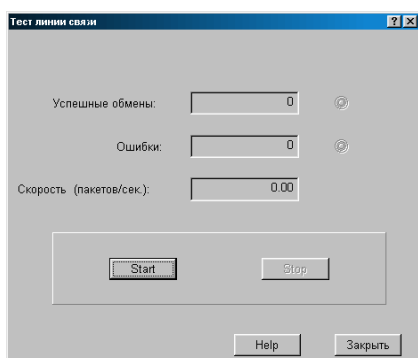 Тест линии связи
Успешные обмены: 0
Ошибки: 0
Скорость (пакетов/сек.): 0.00
Start Stop
Help Закрыть